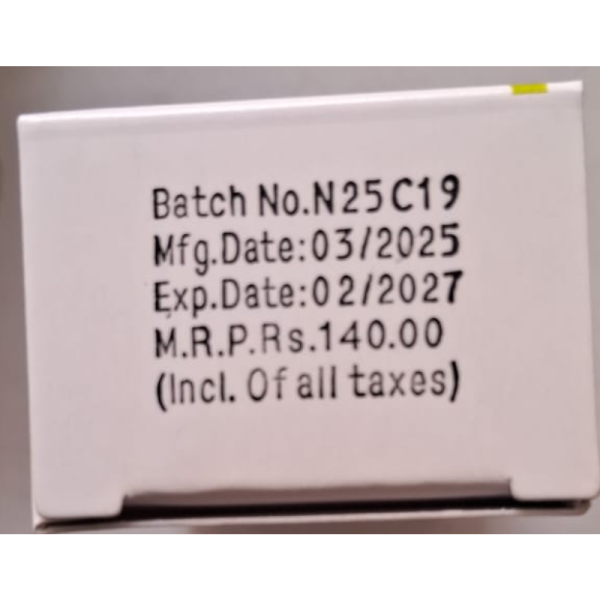 Batch No.N25C19
Mfg.Date:03/2025
Exp.Date:02/2027
M.R.P.Rs.140.00
(Incl. Of all taxes)